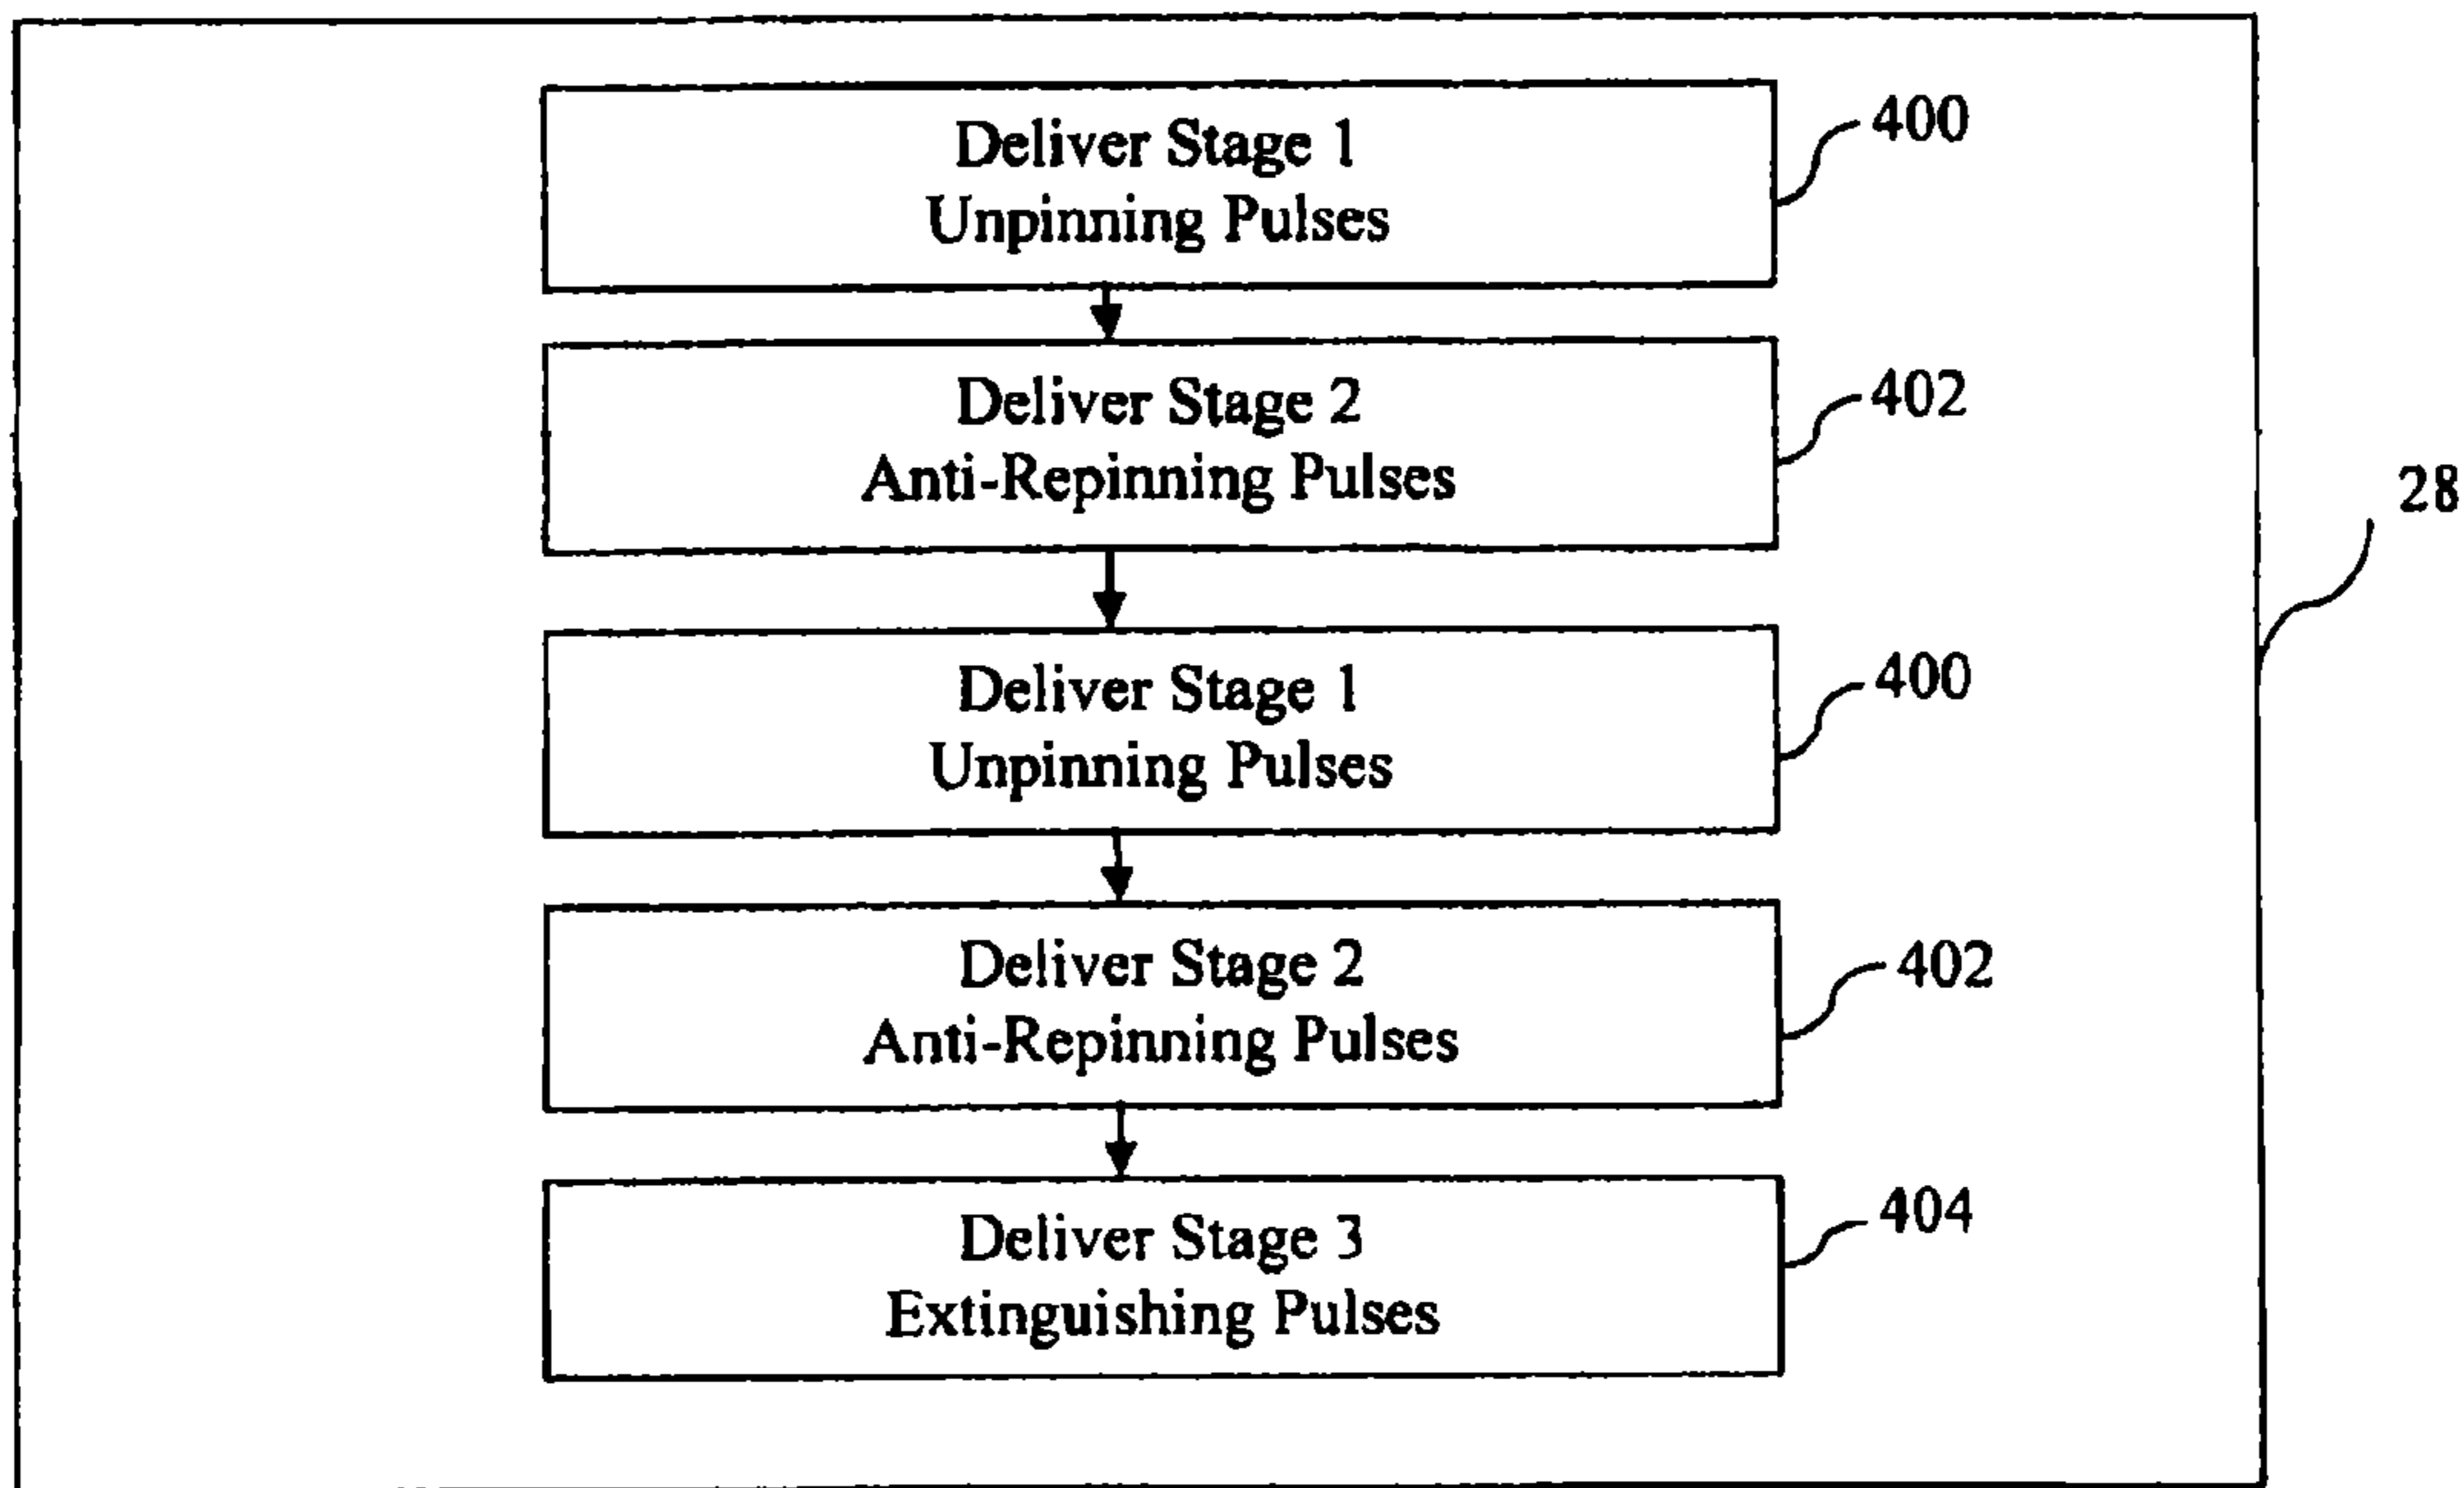 Deliver Stage 1
Unpinning Pulses
400
Deliver Stage 2
Anti-Repinning Pulses
402
28
Deliver Stage 1
Unpinning Pulses
400
Deliver Stage 2
Anti-Repinning Pulses
402
Deliver Stage 3
Extinguishing Pulses
404